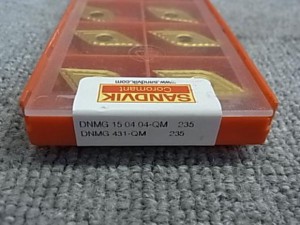 www.sandvik.com
SANDVIK
Coromant
DNMG 15 04 04-QM 235
DNMG 431-QM 235